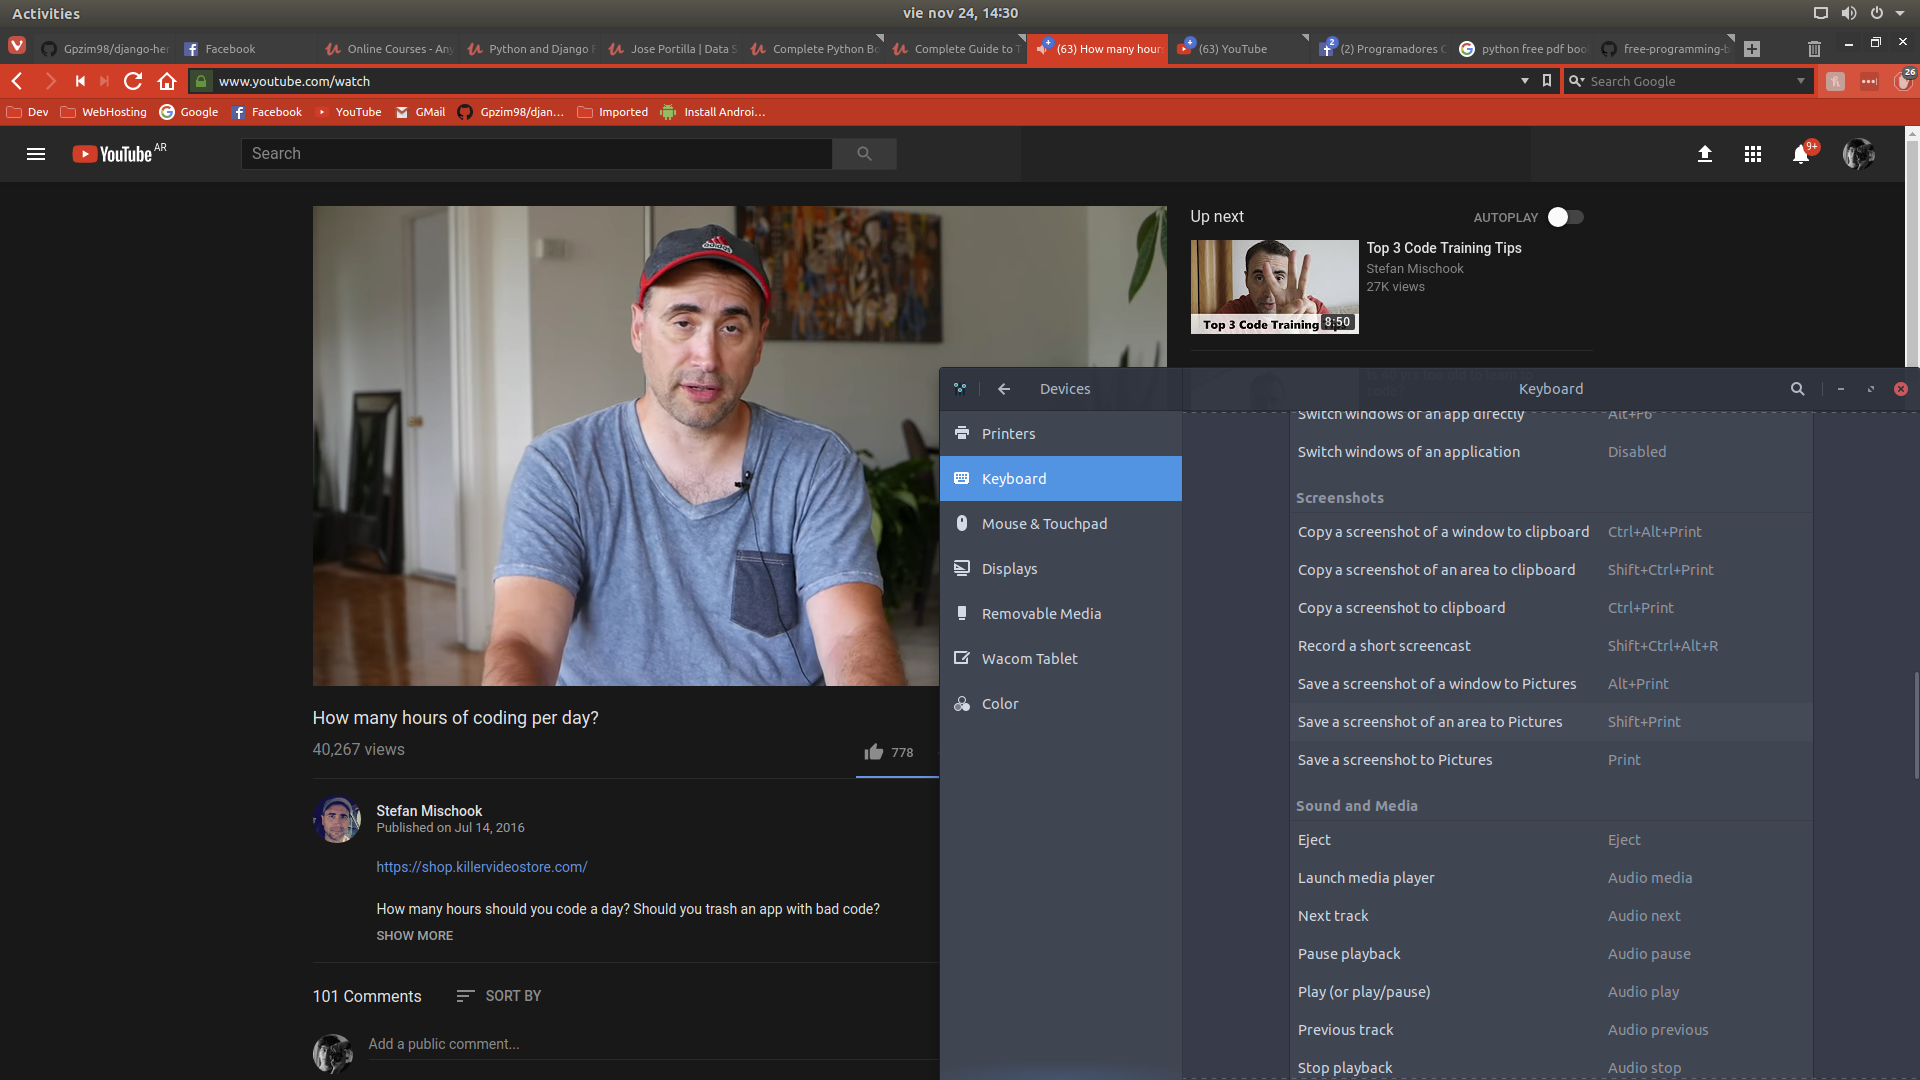 Activities
vie nov 24, 14:30
Gpzim98/django-her
Facebook
Online Courses - Any
Python and Django F
Jose Portilla | Data S
Complete Python Bo
Complete Guide to T
(63) How many hours
(63) YouTube
2
(2) Programadores C
python free pdf bool
free-programming-b
www.youtube.com/watch
Search Google
26
Dev
WebHosting
Google
Facebook
YouTube
GMail
Gpzim98/djan...
Imported
Install Androi...
YouTube AR
Search
9+
adidas
Up next
AUTOPLAY
Top 3 Code Training Tips
Stefan Mischook
27K views
Top 3 Code Training
8:50
How many hours of coding per day?
40,267 views
778
Stefan Mischook
Published on Jul 14, 2016
https://shop.killervideostore.com/
How many hours should you code a day? Should you trash an app with bad code?
SHOW MORE
101 Comments
SORT BY
Add a public comment...
Devices
Keyboard
Printers
Keyboard
Mouse & Touchpad
Displays
Removable Media
Wacom Tablet
Color
Switch windows of an app directly Alt+F6
Switch windows of an application Disabled
Screenshots
Copy a screenshot of a window to clipboard Ctrl+Alt+Print
Copy a screenshot of an area to clipboard Shift+Ctrl+Print
Copy a screenshot to clipboard Ctrl+Print
Record a short screencast Shift+Ctrl+Alt+R
Save a screenshot of a window to Pictures Alt+Print
Save a screenshot of an area to Pictures Shift+Print
Save a screenshot to Pictures Print
Sound and Media
Eject Eject
Launch media player Audio media
Next track Audio next
Pause playback Audio pause
Play (or play/pause) Audio play
Previous track Audio previous
Stop playback Audio stop